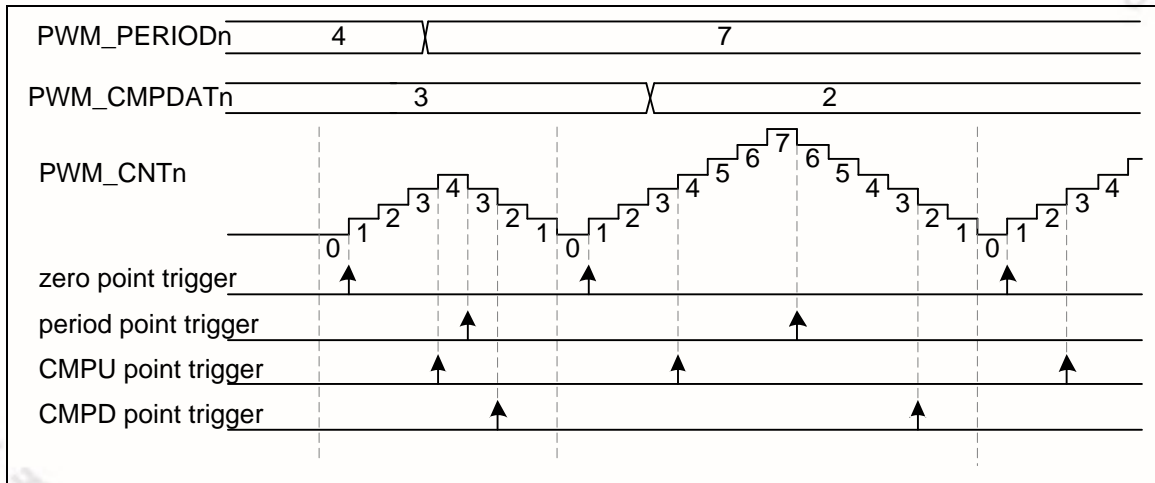 PWM_PERIODn 4 7
PWM_CMPDATn 3 2
PWM_CNTn
0 1 2 3 4 3 2 1 0 1 2 3 4 5 6 7 6 5 4 3 2 1 0 1 2 3 4
zero point trigger
period point trigger
CMPU point trigger
CMPD point trigger